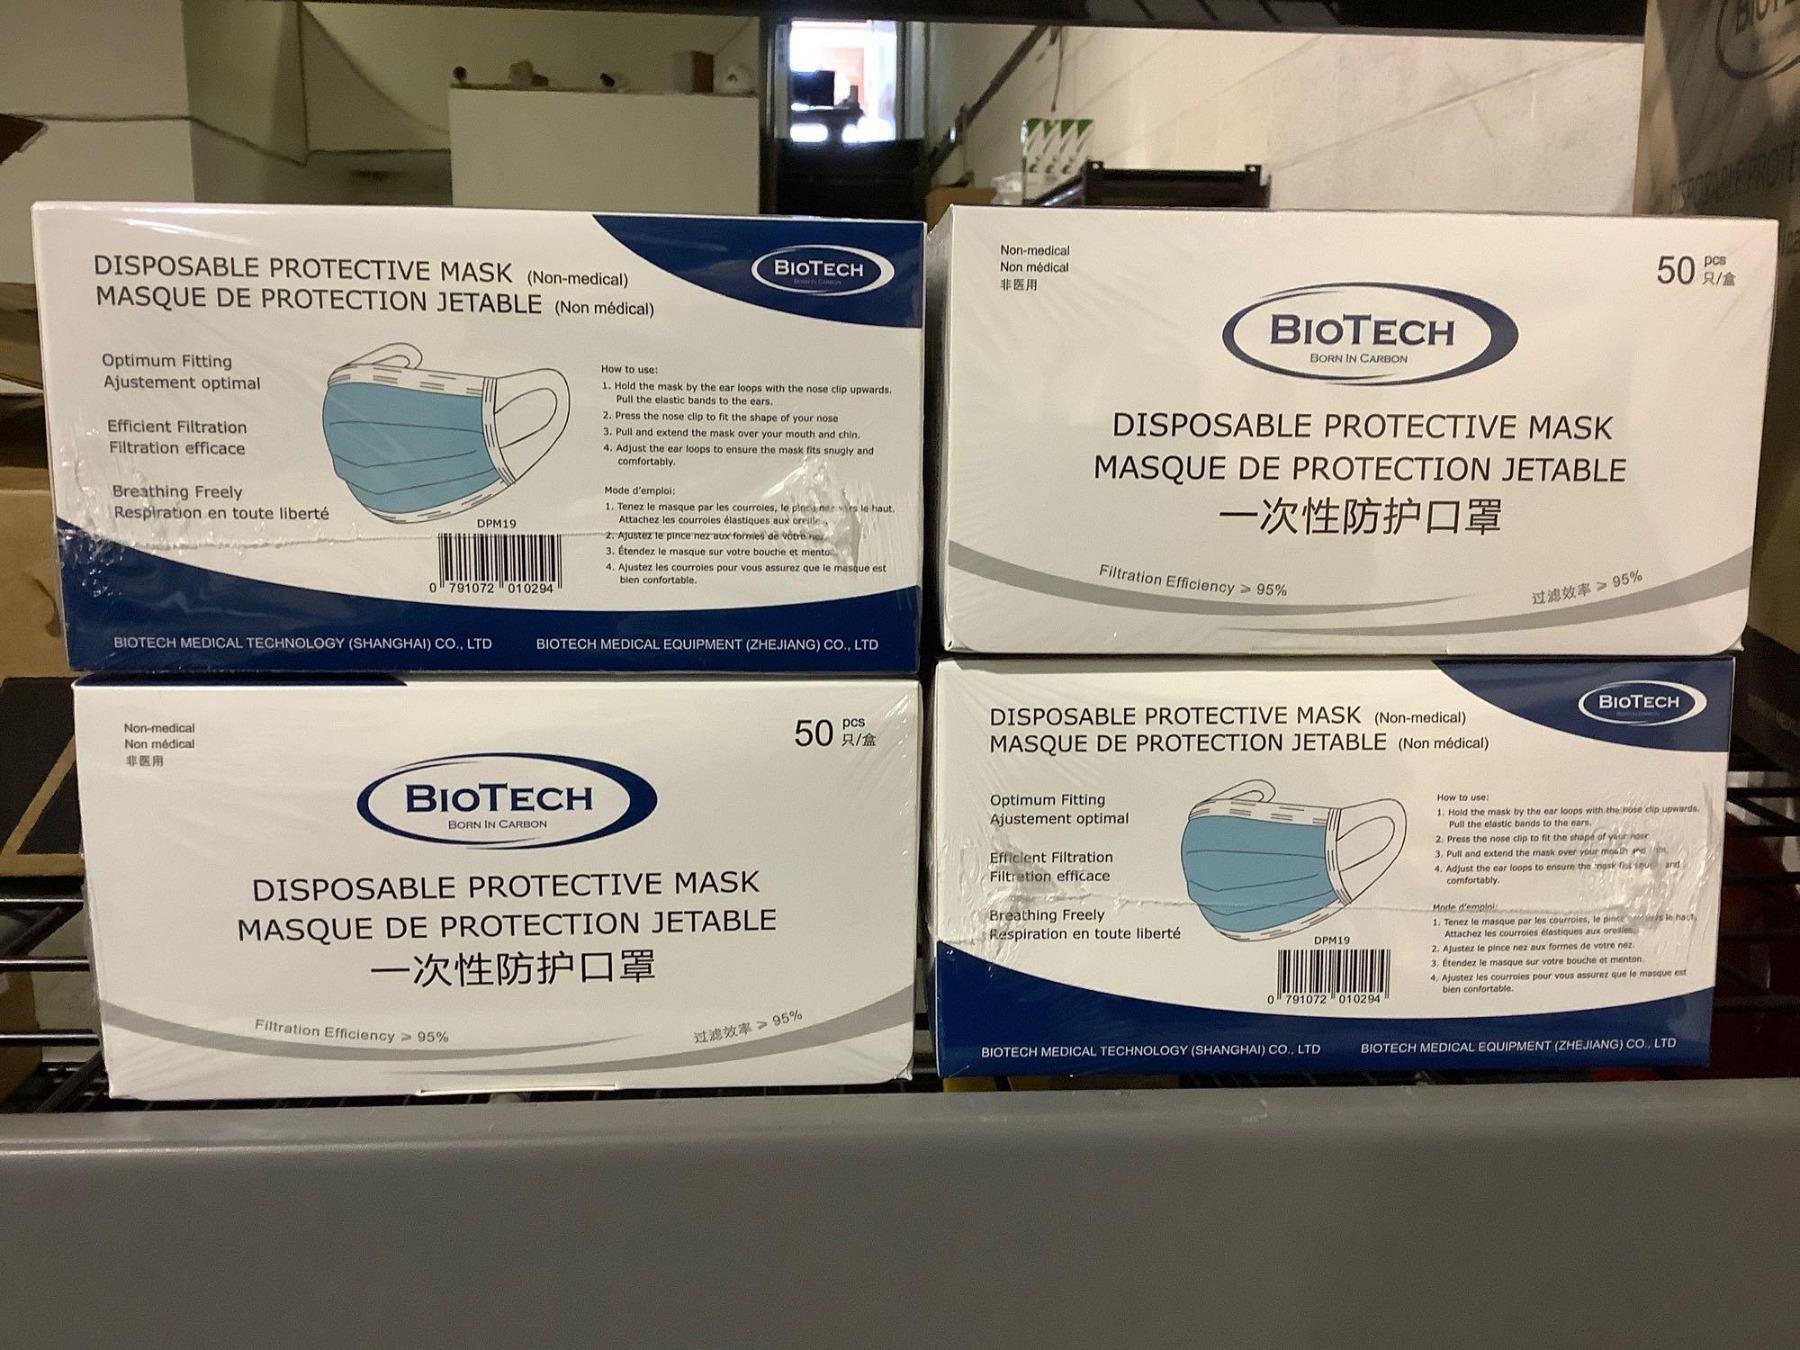 DISPOSABLE PROTECTIVE MASK (Non-medical)
MASQUE DE PROTECTION JETABLE (Non médical)
BIOTECH
BORN IN CARBON
Optimum Fitting
Ajustement optimal
Efficient Filtration
Filtration efficace
Breathing Freely
Respiration en toute liberté
How to use:
1. Hold the mask by the ear loops with the nose clip upwards.
Pull the elastic bands to the ears.
2. Press the nose clip to fit the shape of your nose
3. Pull and extend the mask over your mouth and chin.
4. Adjust the ear loops to ensure the mask fits snugly and
comfortably.
Mode d'emploi:
1. Tenez le masque par les courroies, le pince nez vers le haut.
Attachez les courroies élastiques aux oreilles.
2. Ajustez le pince nez aux formes de votre nez.
3. Étendez le masque sur votre bouche et menton.
4. Ajustez les courroies pour vous assurez que le masque est
bien confortable.
DPM19
0 791072 010294
BIOTECH MEDICAL TECHNOLOGY (SHANGHAI) CO., LTD
BIOTECH MEDICAL EQUIPMENT (ZHEJIANG) CO., LTD
Non-medical
Non médical
非医用
50 pcs
只/盒
BIOTECH
BORN IN CARBON
DISPOSABLE PROTECTIVE MASK
MASQUE DE PROTECTION JETABLE
一次性防护口罩
Filtration Efficiency ⩾ 95%
过滤效率 ⩾ 95%
Non-medical
Non médical
非医用
50 pcs
只/盒
BIOTECH
BORN IN CARBON
DISPOSABLE PROTECTIVE MASK
MASQUE DE PROTECTION JETABLE
一次性防护口罩
Filtration Efficiency ⩾ 95%
过滤效率 ⩾ 95%
DISPOSABLE PROTECTIVE MASK (Non-medical)
MASQUE DE PROTECTION JETABLE (Non médical)
BIOTECH
Optimum Fitting
Ajustement optimal
Efficient Filtration
Filtration efficace
Breathing Freely
Respiration en toute liberté
How to use:
1. Hold the mask by the ear loops with the nose clip upwards.
Pull the elastic bands to the ears.
2. Press the nose clip to fit the shape of your nose
3. Pull and extend the mask over your mouth and
4. Adjust the ear loops to ensure the mask fits snugly and
comfortably.
Mode d'emploi:
1. Tenez le masque par les courroies, le pince vers le haut,
Attachez les courroies élastiques aux oreilles.
2. Ajustez le pince nez aux formes de votre nez.
3. Étendez le masque sur votre bouche et menton.
4. Ajustez les courroies pour vous assurez que le masque est
bien confortable.
DPM19
0 791072 010294
BIOTECH MEDICAL TECHNOLOGY (SHANGHAI) CO., LTD
BIOTECH MEDICAL EQUIPMENT (ZHEJIANG) CO., LTD